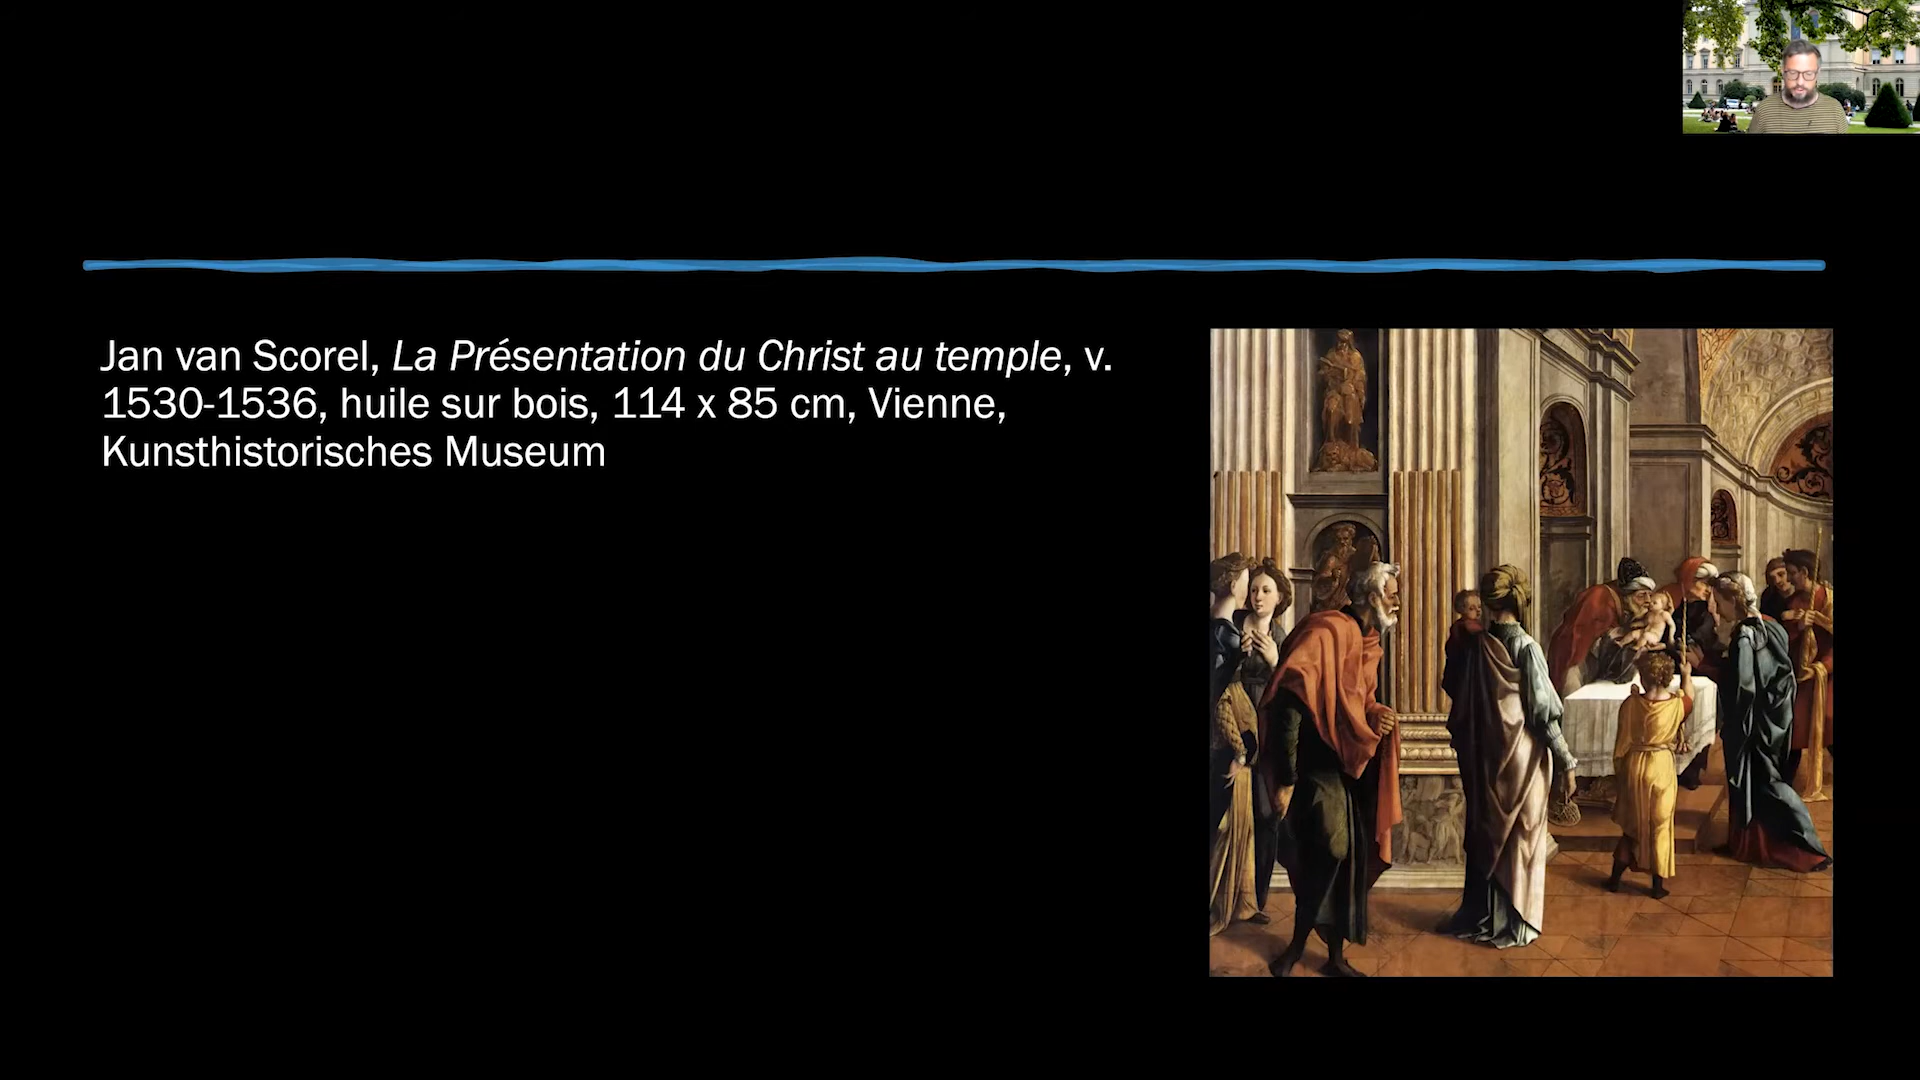 Jan van Scorel, La Présentation du Christ au temple, v.
1530-1536, huile sur bois, 114 x 85 cm, Vienne,
Kunsthistorisches Museum